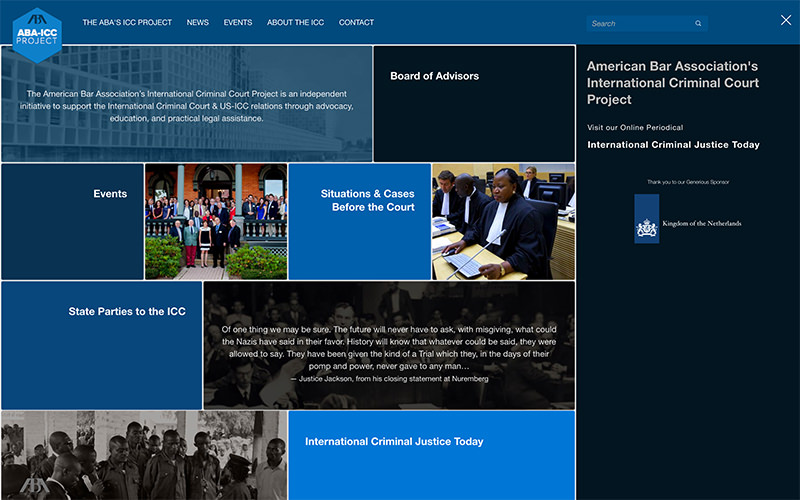 ABA
ABA-ICC
PROJECT
THE ABA'S ICC PROJECT
NEWS
EVENTS
ABOUT THE ICC
CONTACT
Search
The American Bar Association's International Criminal Court Project is an independent
initiative to support the International Criminal Court & US-ICC relations through advocacy,
education, and practical legal assistance.
Board of Advisors
Events
Situations & Cases
Before the Court
State Parties to the ICC
Of one thing we may be sure. The future will never have to ask, with misgiving, what could
the Nazis have said in their favor. History will know that whatever could be said, they were
allowed to say. They have been given the kind of a Trial which they, in the days of their
pomp and power, never gave to any man…
— Justice Jackson, from his closing statement at Nuremberg
ABA
International Criminal Justice Today
American Bar Association's
International Criminal Court
Project
Visit our Online Periodical
International Criminal Justice Today
Thank you to our Generious Sponsor
Kingdom of the Netherlands